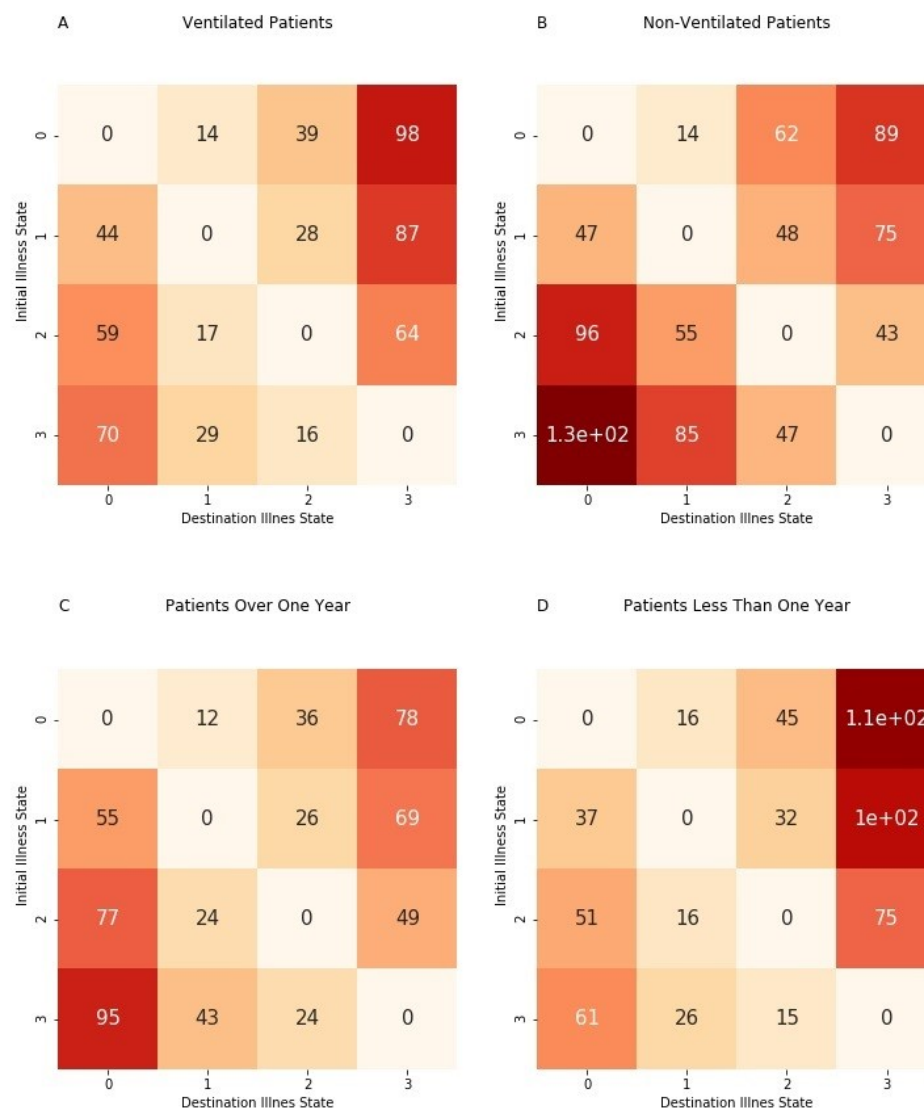 A Ventilated Patients
0 14 39 98
44 0 28 87
59 17 0 64
70 29 16 0
0 1 2 3
Initial Illness State
0 1 2 3
Destination Illnes State
B Non-Ventilated Patients
0 14 62 89
47 0 48 75
96 55 0 43
1.3e+02 85 47 0
0 1 2 3
Initial Illness State
0 1 2 3
Destination Illnes State
C Patients Over One Year
0 12 36 78
55 0 26 69
77 24 0 49
95 43 24 0
0 1 2 3
Initial Illness State
0 1 2 3
Destination Illnes State
D Patients Less Than One Year
0 16 45 1.1e+02
37 0 32 1e+02
51 16 0 75
61 26 15 0
0 1 2 3
Initial Illness State
0 1 2 3
Destination Illnes State